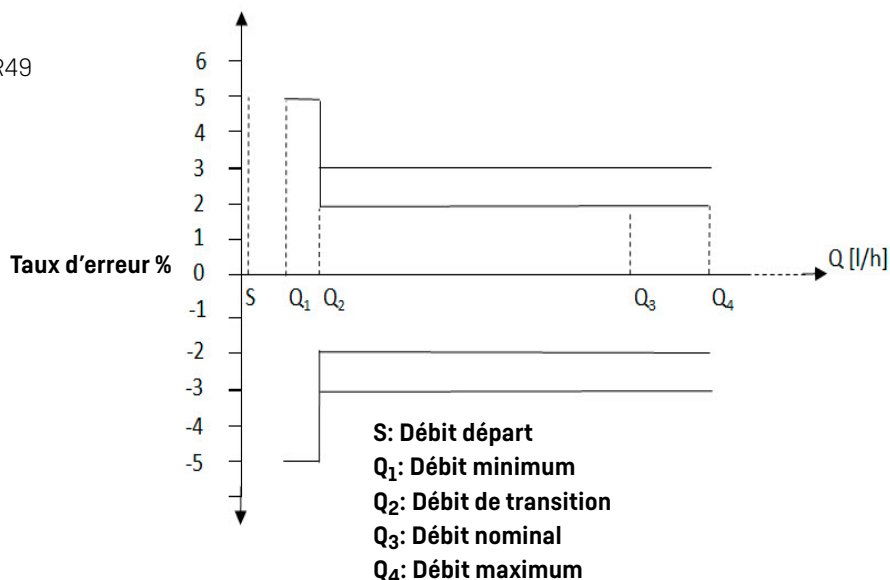 R49
6
5
4
3
2
1
Taux d'erreur %
0
Q [l/h]
S
Q₁
Q₂
Q₃
Q₄
-1
-2
-3
-4
-5
S: Débit départ
Q₁: Débit minimum
Q₂: Débit de transition
Q₃: Débit nominal
Q₄: Débit maximum